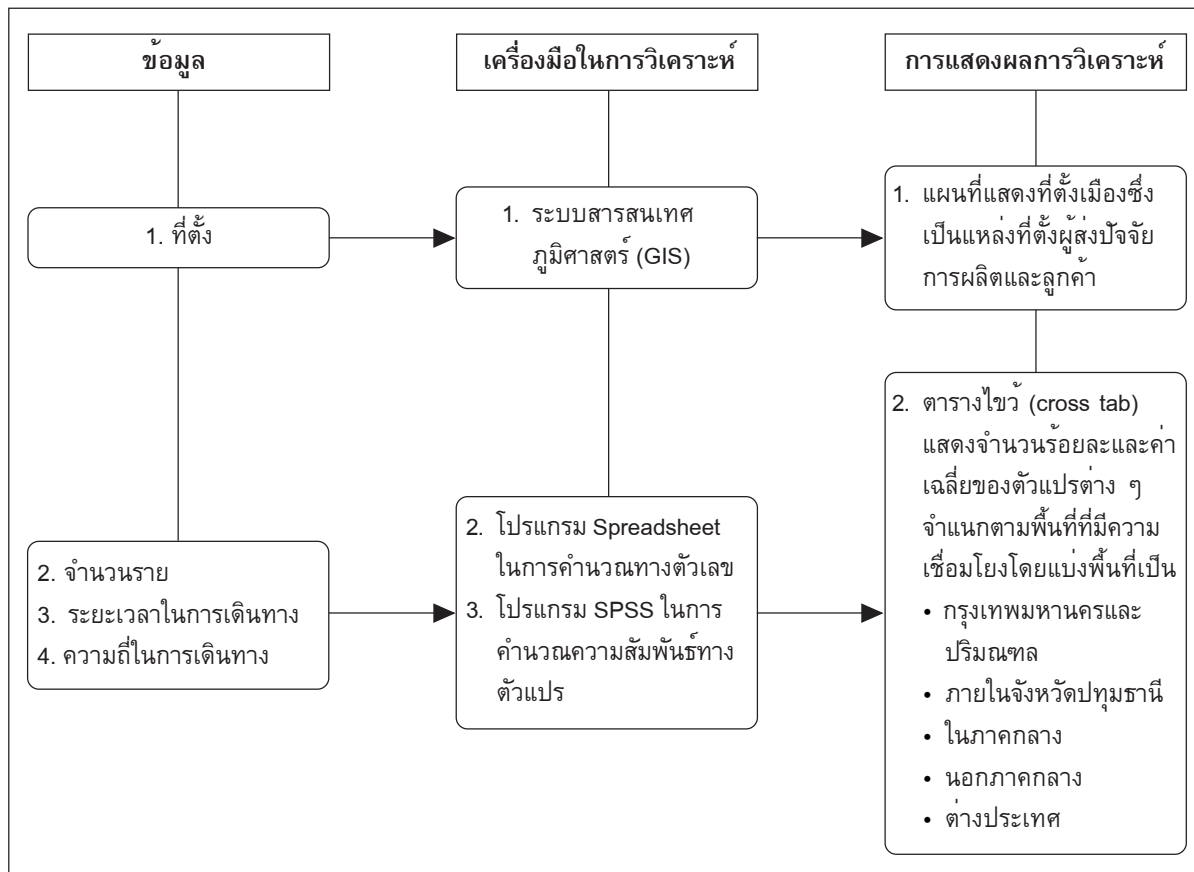 ข้อมูล
เครื่องมือในการวิเคราะห์
การแสดงผลการวิเคราะห์
1. ที่ตั้ง
1. ระบบสารสนเทศ
ภูมิศาสตร์ (GIS)
1. แผนที่แสดงที่ตั้งเมืองซึ่ง
เป็นแหล่งที่ตั้งผู้ส่งปัจจัย
การผลิตและลูกค้า
2. จำนวนราย
3. ระยะเวลาในการเดินทาง
4. ความถี่ในการเดินทาง
2. โปรแกรม Spreadsheet
ในการคำนวณทางตัวเลข
3. โปรแกรม SPSS ในการ
คำนวณความสัมพันธ์ทาง
ตัวแปร
2. ตารางไขว้ (cross tab)
แสดงจำนวนร้อยละและค่า
เฉลี่ยของตัวแปรต่าง ๆ
จำแนกตามพื้นที่ที่มีความ
เชื่อมโยงโดยแบ่งพื้นที่เป็น
• กรุงเทพมหานครและ
ปริมณฑล
• ภายในจังหวัดปทุมธานี
• ในภาคกลาง
• นอกภาคกลาง
• ต่างประเทศ